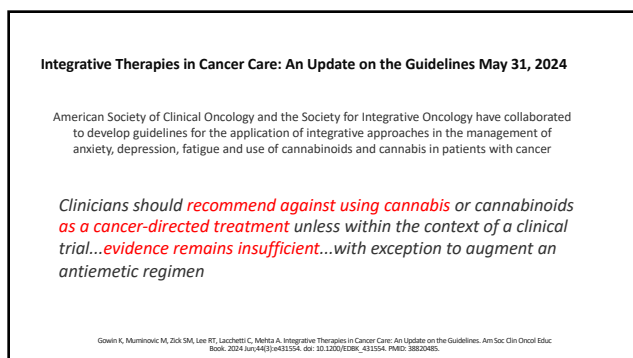 Integrative Therapies in Cancer Care: An Update on the Guidelines May 31, 2024
American Society of Clinical Oncology and the Society for Integrative Oncology have collaborated
to develop guidelines for the application of integrative approaches in the management of
anxiety, depression, fatigue and use of cannabinoids and cannabis in patients with cancer
Clinicians should recommend against using cannabis or cannabinoids
as a cancer-directed treatment unless within the context of a clinical
trial...evidence remains insufficient...with exception to augment an
antiemetic regimen
Gowin K, Muminovic M, Zick SM, Lee RT, Lacchetti C, Mehta A. Integrative Therapies in Cancer Care: An Update on the Guidelines. Am Soc Clin Oncol Educ
Book. 2024 Jun;44(3):e431554. doi: 10.1200/EDBK_431554. PMID: 38820485.